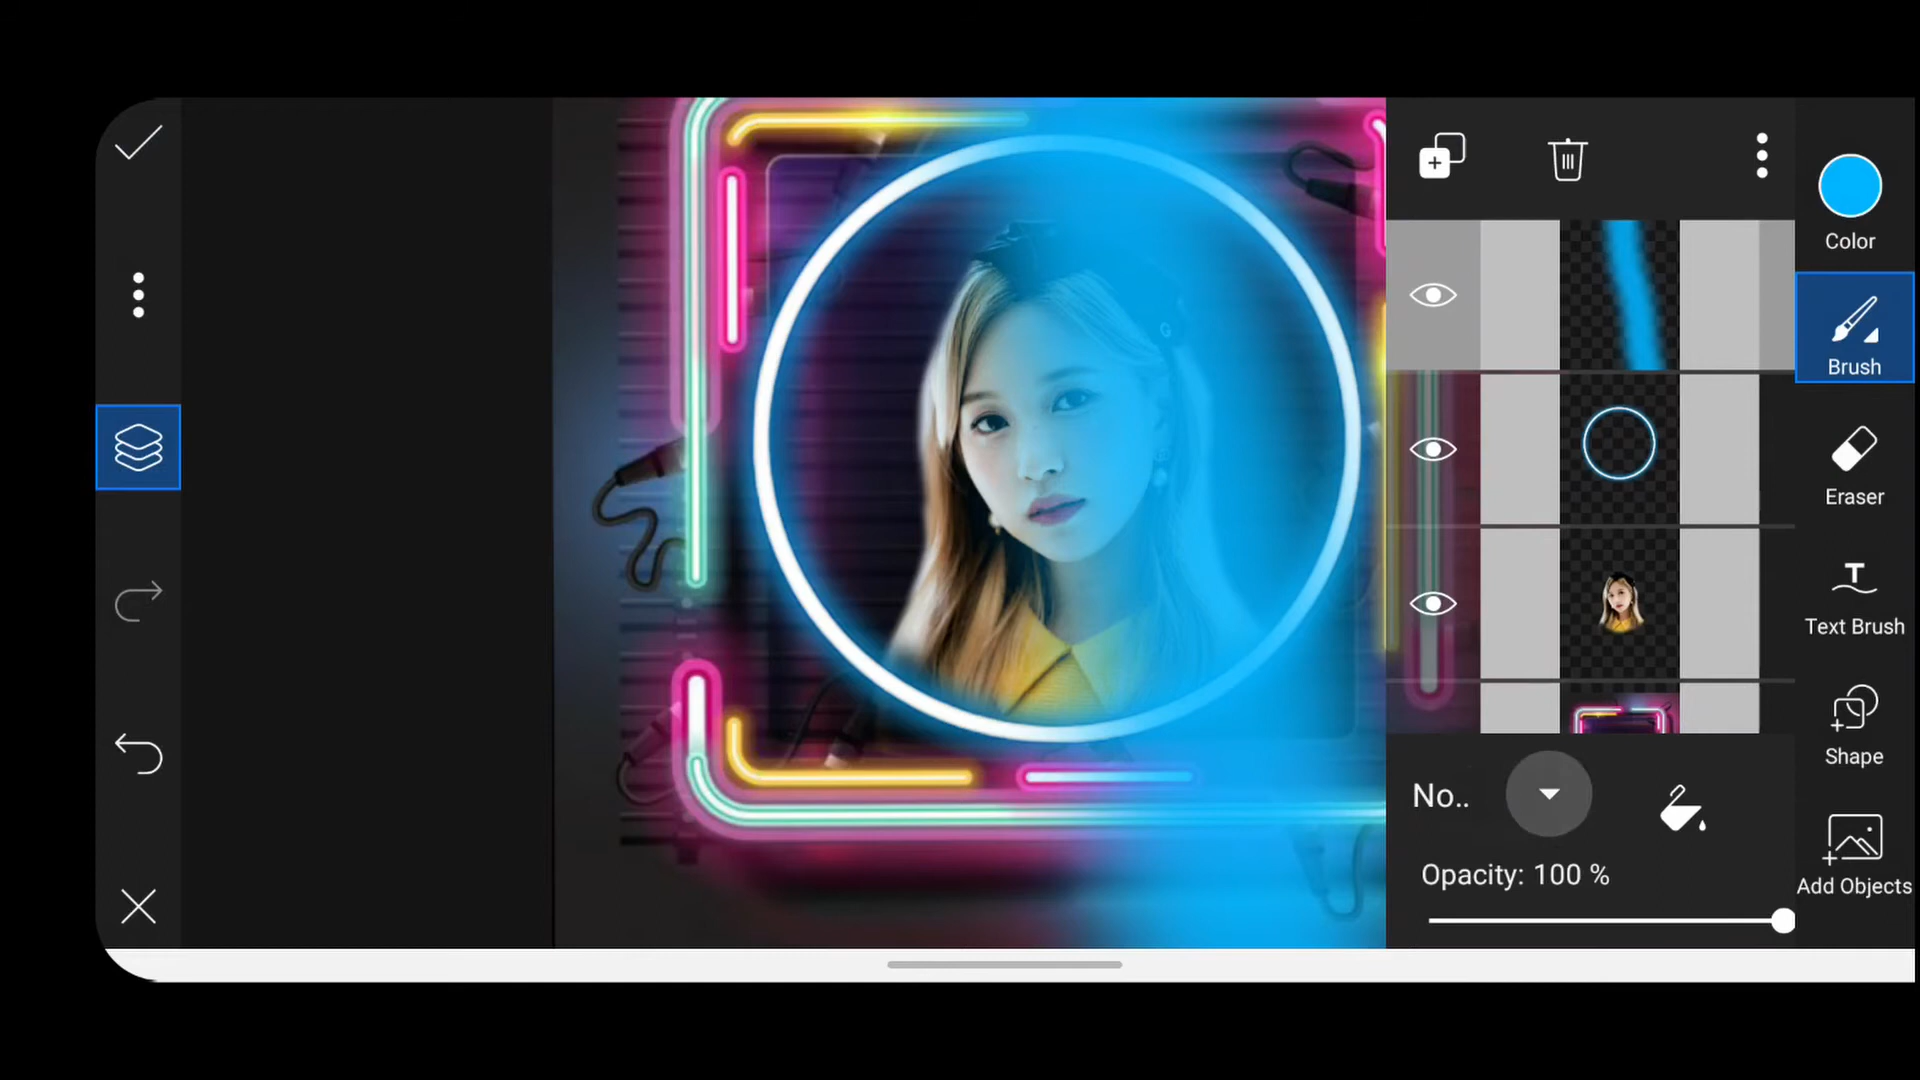 Color
Brush
Eraser
Text Brush
Shape
Add Objects
No..
Opacity: 100 %